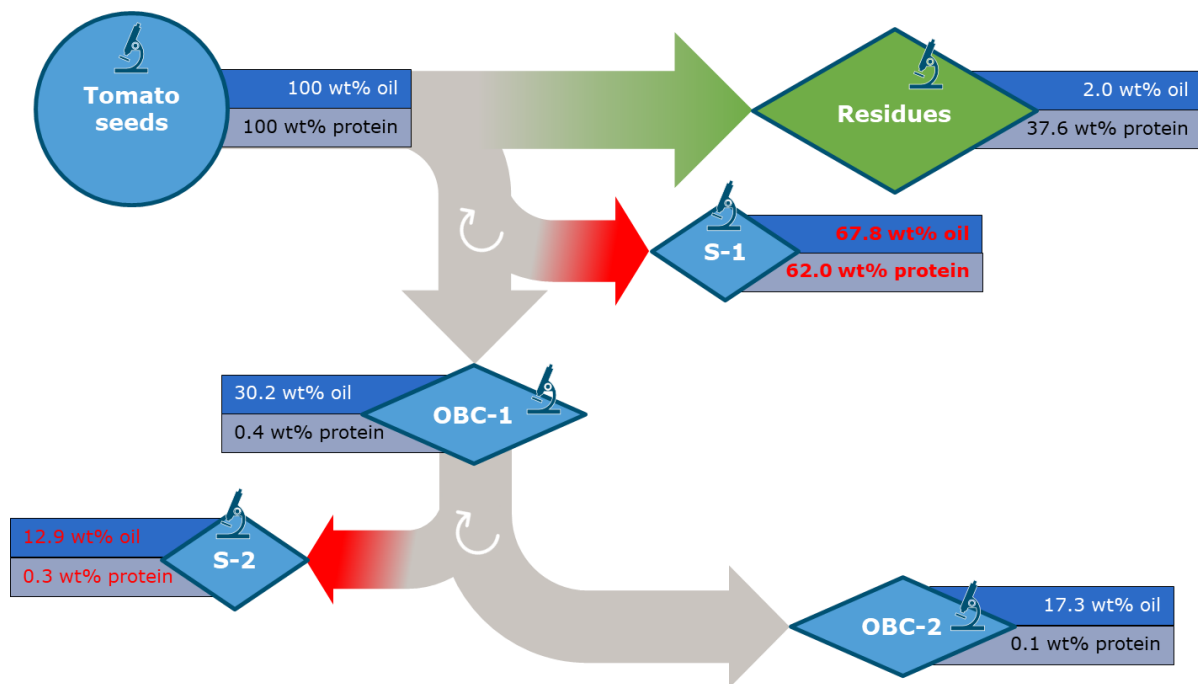 Tomato
seeds
100 wt% oil
100 wt% protein
Residues
2.0 wt% oil
37.6 wt% protein
S-1
67.8 wt% oil
62.0 wt% protein
30.2 wt% oil
0.4 wt% protein
OBC-1
12.9 wt% oil
0.3 wt% protein
S-2
OBC-2
17.3 wt% oil
0.1 wt% protein